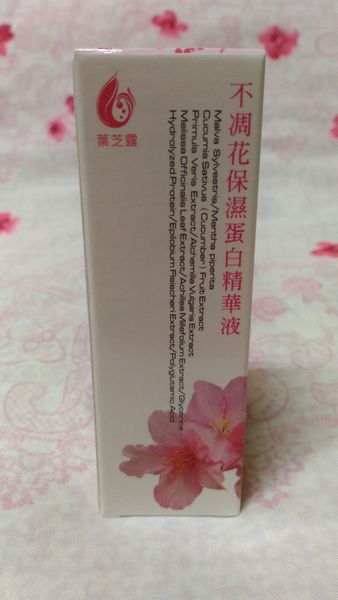 葉芝露
不凋花保濕蛋白精華液
Malva Sylvestris/Mentha piperita
Cucumis Sativus (Cucumber) Fruit Extract
Primula Veris Extract/Alchemilla Vulgaris Extract
Melissa Officinalis Leaf Extract/Achillea Millefolium Extract/Glycerine
Hydrolyzed Protein/Epilobium Fleischeri Extract/Polyglutamic Acid